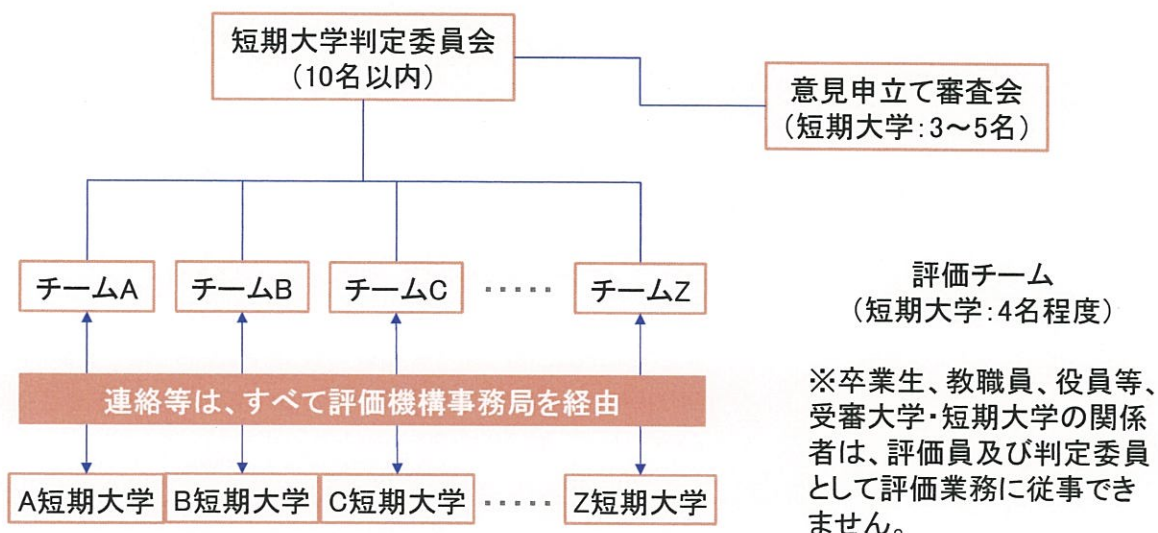 短期大学判定委員会
(10名以内)
意見申立て審査会
(短期大学:3～5名)
チームA
チームB
チームC
‥‥‥
チームZ
評価チーム
(短期大学:4名程度)
連絡等は、すべて評価機構事務局を経由
※卒業生、教職員、役員等、
受審大学・短期大学の関係
者は、評価員及び判定委員
として評価業務に従事でき
ません。
A短期大学
B短期大学
C短期大学
‥‥‥
Z短期大学